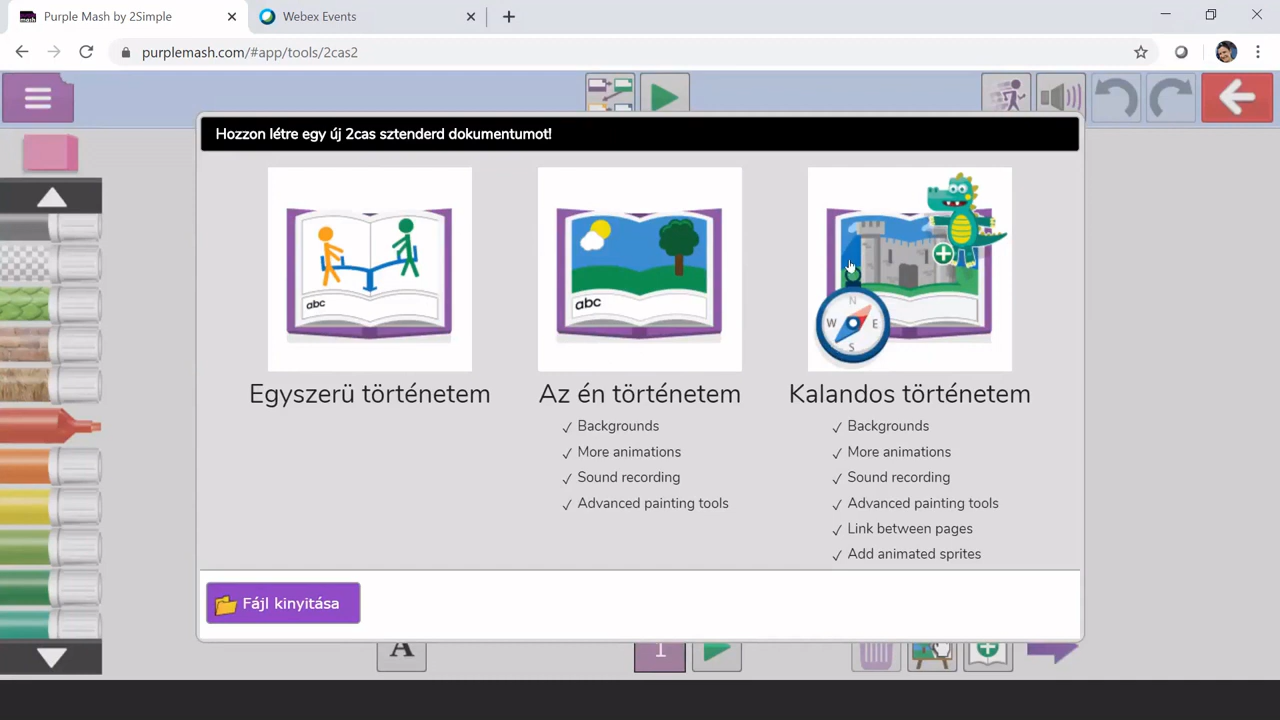 Purple Mash by 2Simple
Webex Events
purplemash.com/#app/tools/2cas2
Hozzon létre egy új 2cas sztenderd dokumentumot!
abc
abc
N
W E
S
Egyszerü történetem
Az én történetem
Kalandos történetem
✓ Backgrounds
✓ More animations
✓ Sound recording
✓ Advanced painting tools
✓ Backgrounds
✓ More animations
✓ Sound recording
✓ Advanced painting tools
✓ Link between pages
✓ Add animated sprites
Fájl kinyitása
A
1